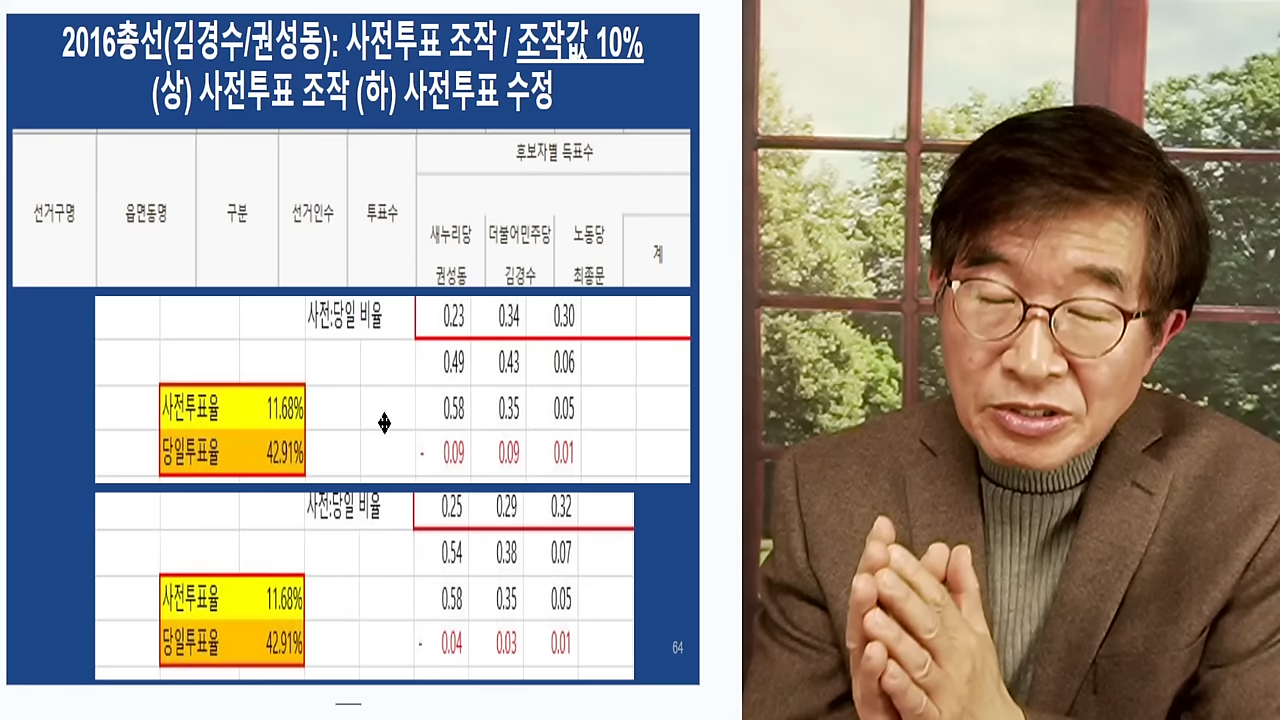 2016총선(김경수/권성동): 사전투표 조작 / 조작값 10%
(상) 사전투표 조작 (하) 사전투표 수정
후보자별 득표수
선거구명 읍면동명 구분 선거인수 투표수 계
새누리당 더불어민주당 노동당
권성동 김경수 최종문
사전:당일 비율 0.23 0.34 0.30
0.49 0.43 0.06
사전투표율 11.68% 0.58 0.35 0.05
당일투표율 42.91% - 0.09 0.09 0.01
사전:당일 비율 0.25 0.29 0.32
0.54 0.38 0.07
사전투표율 11.68% 0.58 0.35 0.05
당일투표율 42.91% - 0.04 0.03 0.01
64